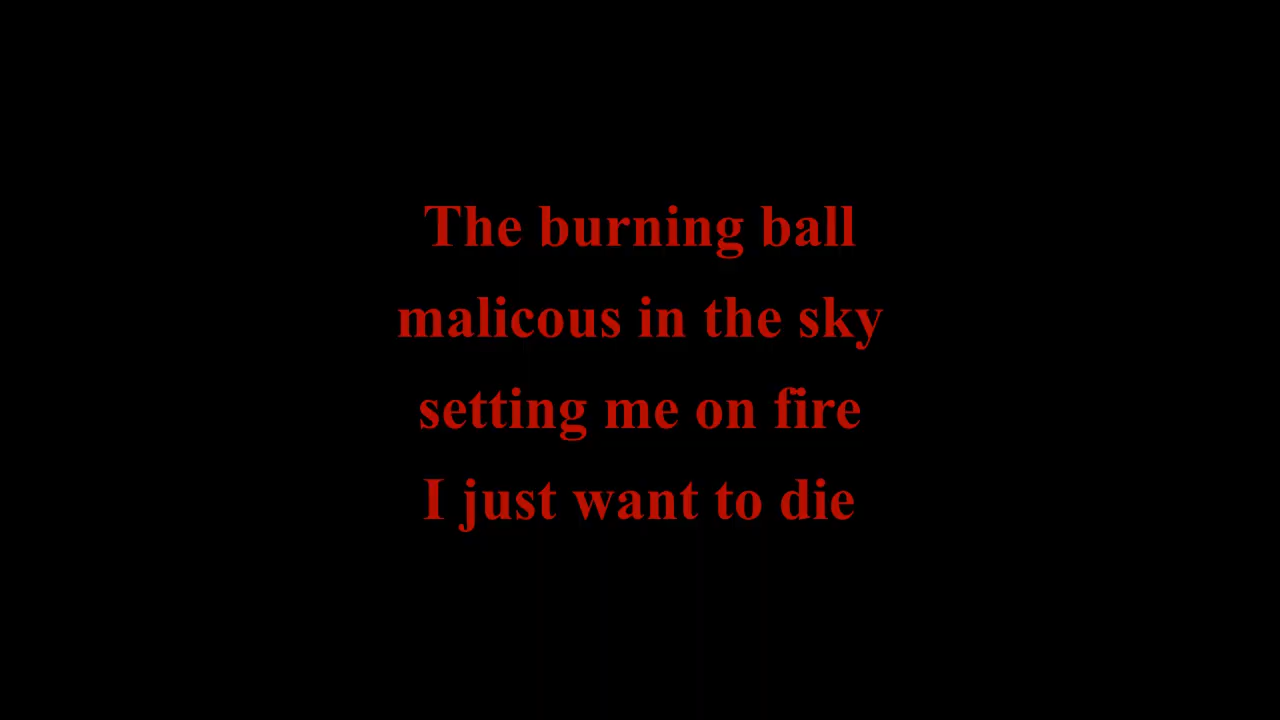 The burning ball
malicous in the sky
setting me on fire
I just want to die